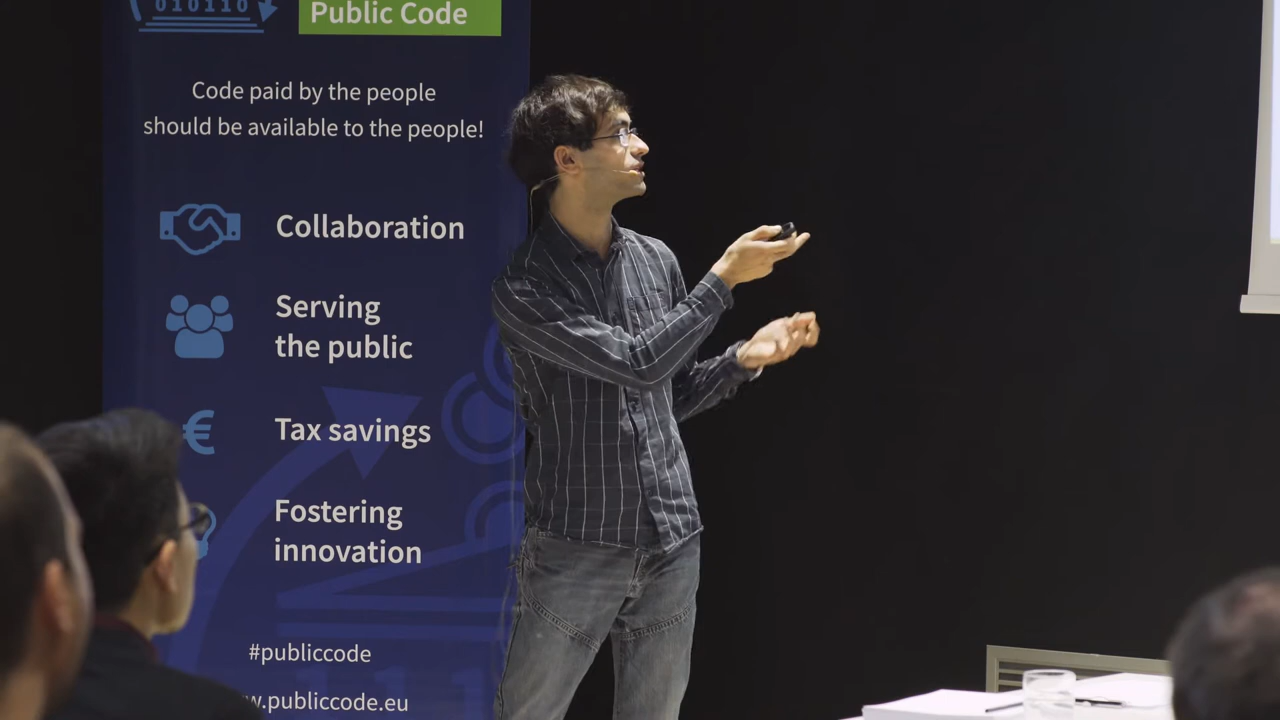 010110
Public Code
Code paid by the people
should be available to the people!
Collaboration
Serving
the public
€
Tax savings
Fostering
innovation
#publiccode
w.publiccode.eu